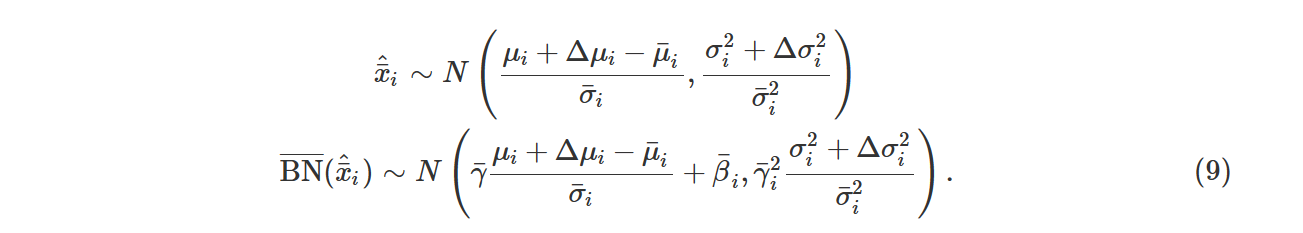 $\hat{\bar{x}}_i \sim N\left(\frac{\mu_i + \Delta\mu_i - \bar{\mu}_i}{\bar{\sigma}_i}, \frac{\sigma_i^2 + \Delta\sigma_i^2}{\bar{\sigma}_i^2}\right)$
$\overline{\mathrm{BN}}(\hat{\bar{x}}_i) \sim N\left(\bar{\gamma}\frac{\mu_i + \Delta\mu_i - \bar{\mu}_i}{\bar{\sigma}_i} + \bar{\beta}_i, \bar{\gamma}_i^2\frac{\sigma_i^2 + \Delta\sigma_i^2}{\bar{\sigma}_i^2}\right).$ (9)